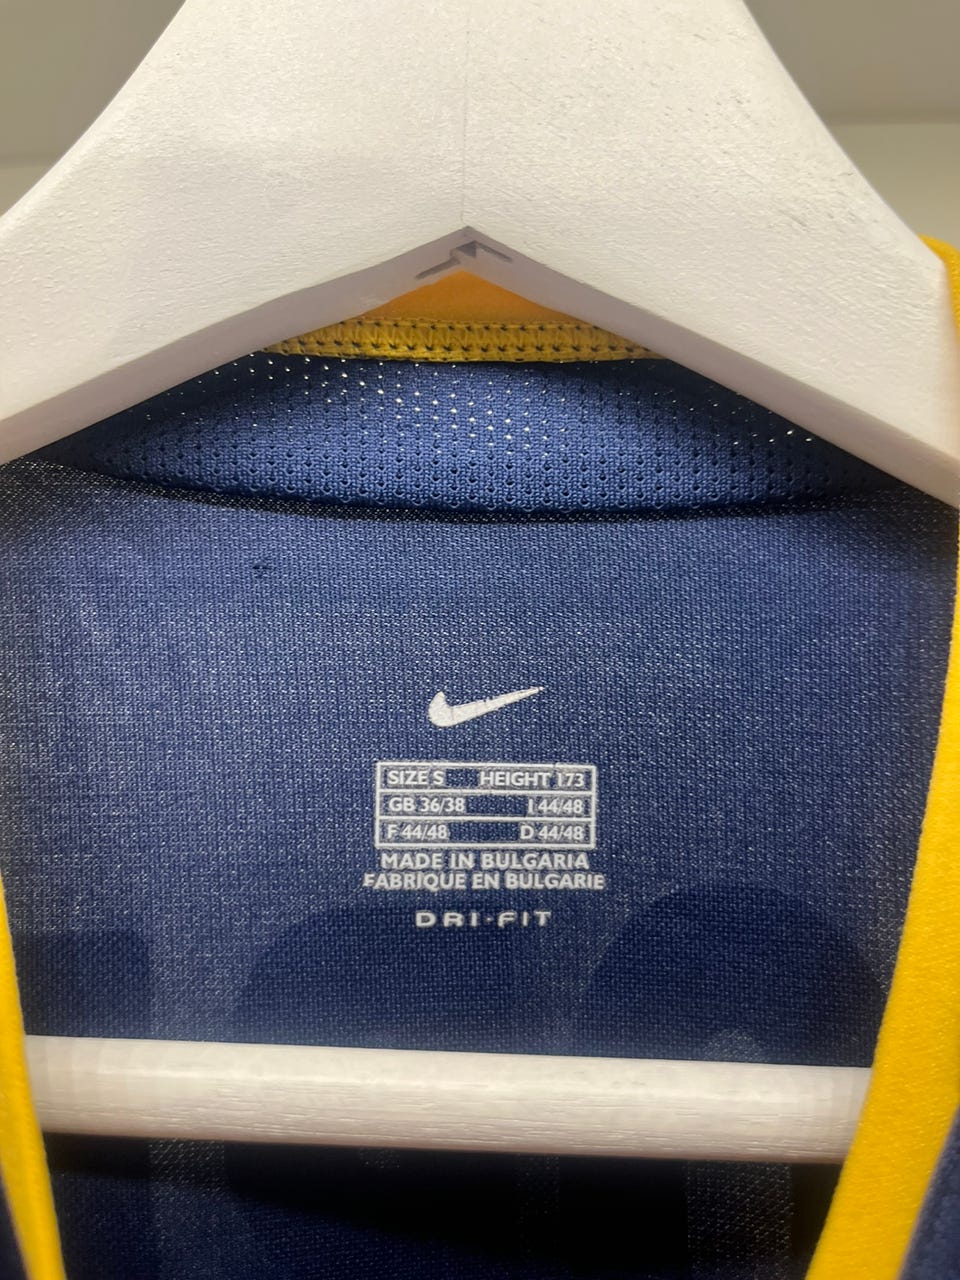 SIZE S HEIGHT 173
GB 36/38 I 44/48
F 44/48 D 44/48
MADE IN BULGARIA
FABRIQUE EN BULGARIE
DRI-FIT